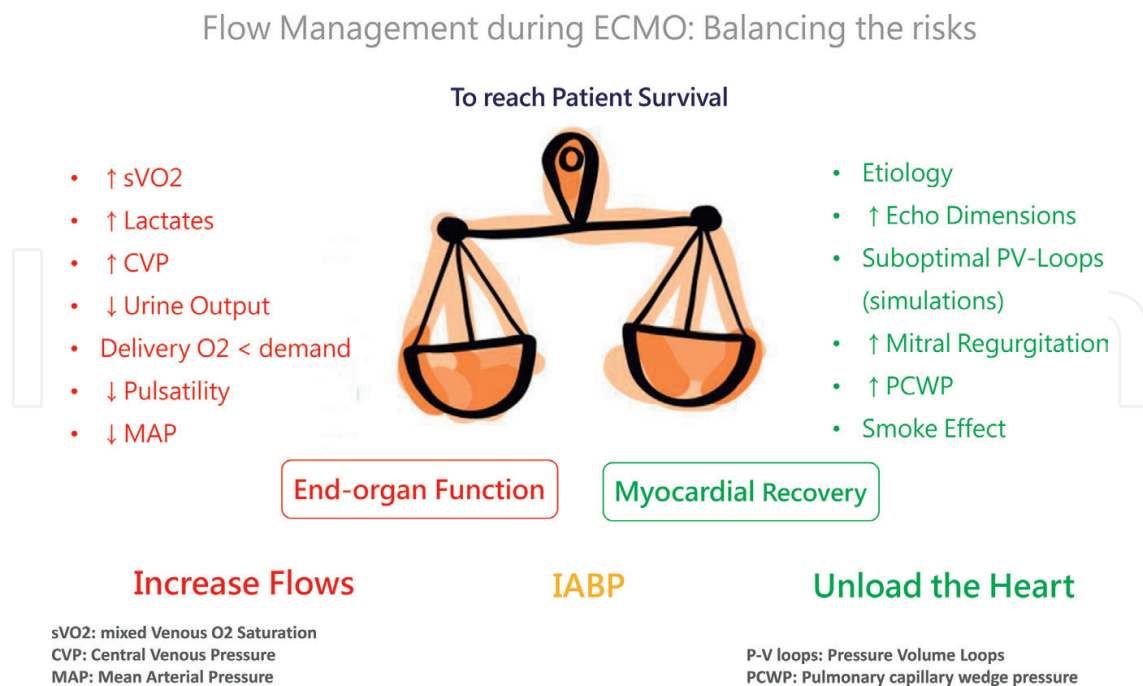 Flow Management during ECMO: Balancing the risks
To reach Patient Survival
• ↑ sVO2
• ↑ Lactates
• ↑ CVP
• ↓ Urine Output
• Delivery O2 < demand
• ↓ Pulsatility
• ↓ MAP
• Etiology
• ↑ Echo Dimensions
• Suboptimal PV-Loops
(simulations)
• ↑ Mitral Regurgitation
• ↑ PCWP
• Smoke Effect
End-organ Function
Myocardial Recovery
Increase Flows
IABP
Unload the Heart
sVO2: mixed Venous O2 Saturation
CVP: Central Venous Pressure
MAP: Mean Arterial Pressure
P-V loops: Pressure Volume Loops
PCWP: Pulmonary capillary wedge pressure